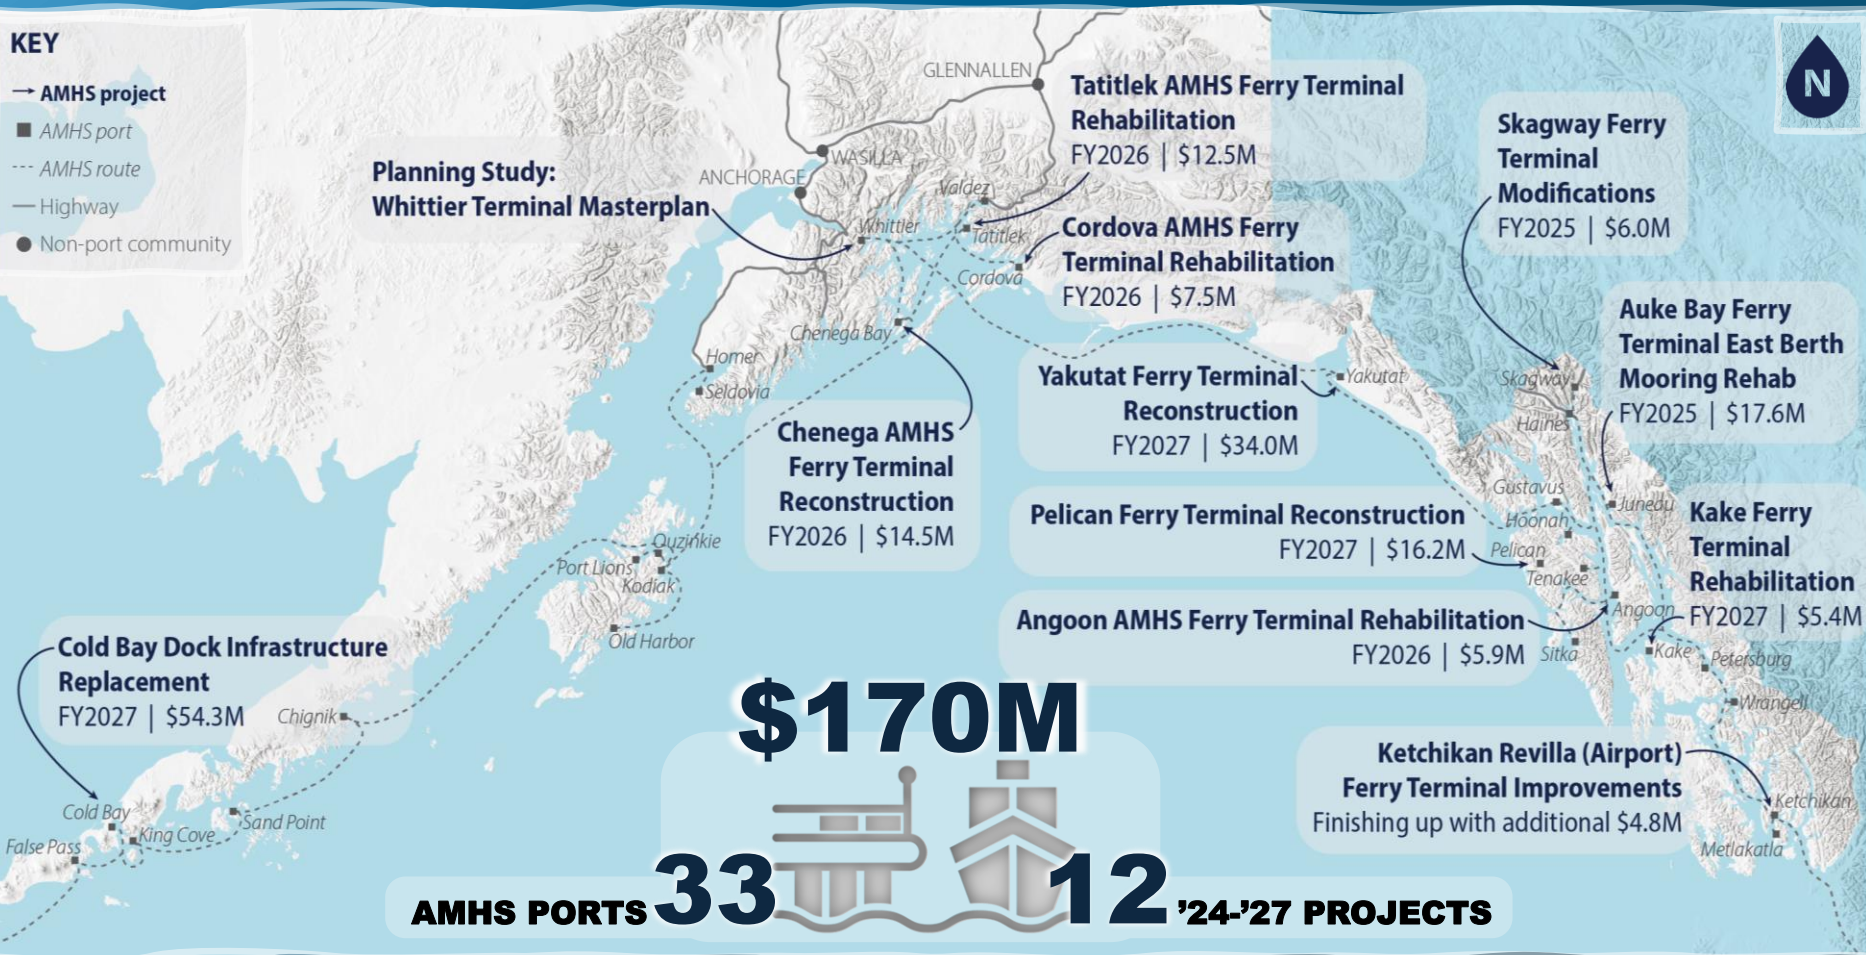 KEY
AMHS project
AMHS port
AMHS route
Highway
Non-port community
N
GLENNALLEN
WASILLA
ANCHORAGE
Planning Study:
Whittier Terminal Masterplan
Tatitlek AMHS Ferry Terminal
Rehabilitation
FY2026 | $12.5M
Skagway Ferry
Terminal
Modifications
FY2025 | $6.0M
Valdez
Whittier
Tatitlek
Cordova
Cordova AMHS Ferry
Terminal Rehabilitation
FY2026 | $7.5M
Auke Bay Ferry
Terminal East Berth
Mooring Rehab
FY2025 | $17.6M
Chenega Bay
Homer
Seldovia
Yakutat Ferry Terminal
Reconstruction
FY2027 | $34.0M
Yakutat
Skagway
Haines
Chenega AMHS
Ferry Terminal
Reconstruction
FY2026 | $14.5M
Gustavus
Juneau
Hoonah
Pelican Ferry Terminal Reconstruction
FY2027 | $16.2M
Pelican
Tenakee
Kake Ferry
Terminal
Rehabilitation
FY2027 | $5.4M
Ouzinkie
Port Lions
Kodiak
Old Harbor
Angoon AMHS Ferry Terminal Rehabilitation
FY2026 | $5.9M
Angoon
Sitka
Kake
Petersburg
Wrangell
Cold Bay Dock Infrastructure
Replacement
FY2027 | $54.3M
Chignik
$170M
Ketchikan Revilla (Airport)
Ferry Terminal Improvements
Finishing up with additional $4.8M
Ketchikan
Metlakatla
Cold Bay
King Cove
Sand Point
False Pass
AMHS PORTS 33
12 ’24-’27 PROJECTS